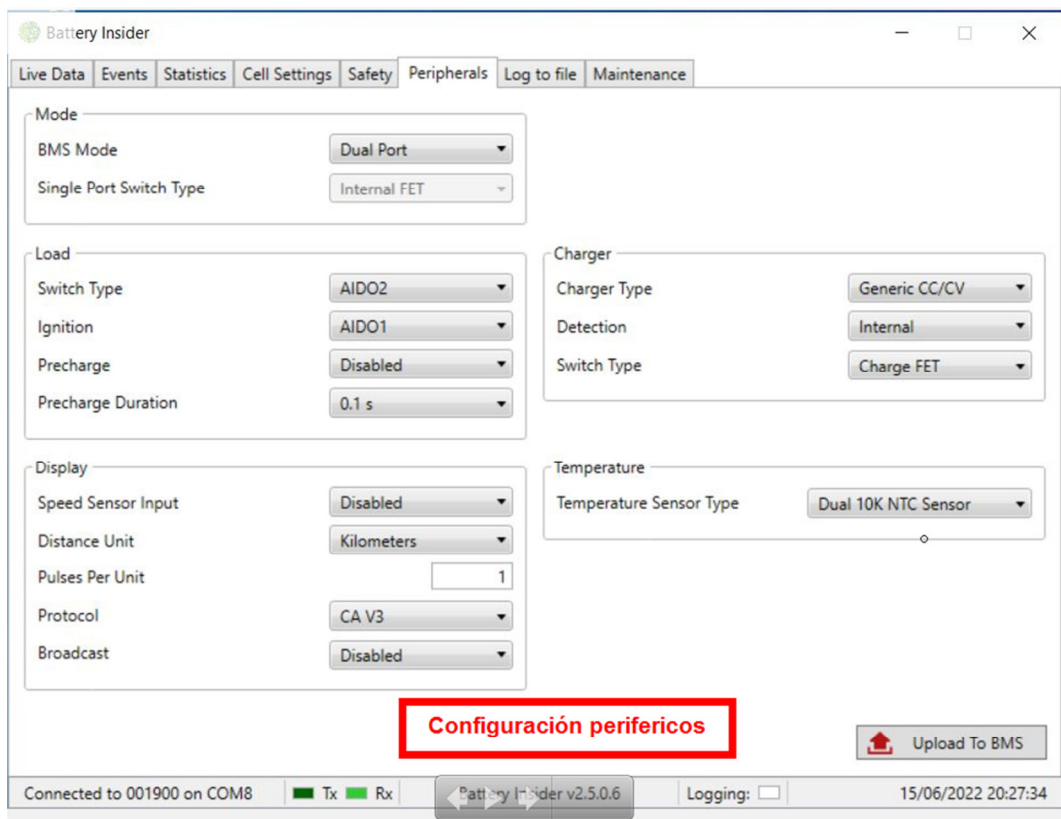 Battery Insider
Live Data Events Statistics Cell Settings Safety Peripherals Log to file Maintenance
Mode
BMS Mode Dual Port
Single Port Switch Type Internal FET
Load
Switch Type AIDO2
Ignition AIDO1
Precharge Disabled
Precharge Duration 0.1 s
Charger
Charger Type Generic CC/CV
Detection Internal
Switch Type Charge FET
Display
Speed Sensor Input Disabled
Distance Unit Kilometers
Pulses Per Unit 1
Protocol CA V3
Broadcast Disabled
Temperature
Temperature Sensor Type Dual 10K NTC Sensor
Configuración perifericos
Upload To BMS
Connected to 001900 on COM8 Tx Rx Battery Insider v2.5.0.6 Logging: 15/06/2022 20:27:34